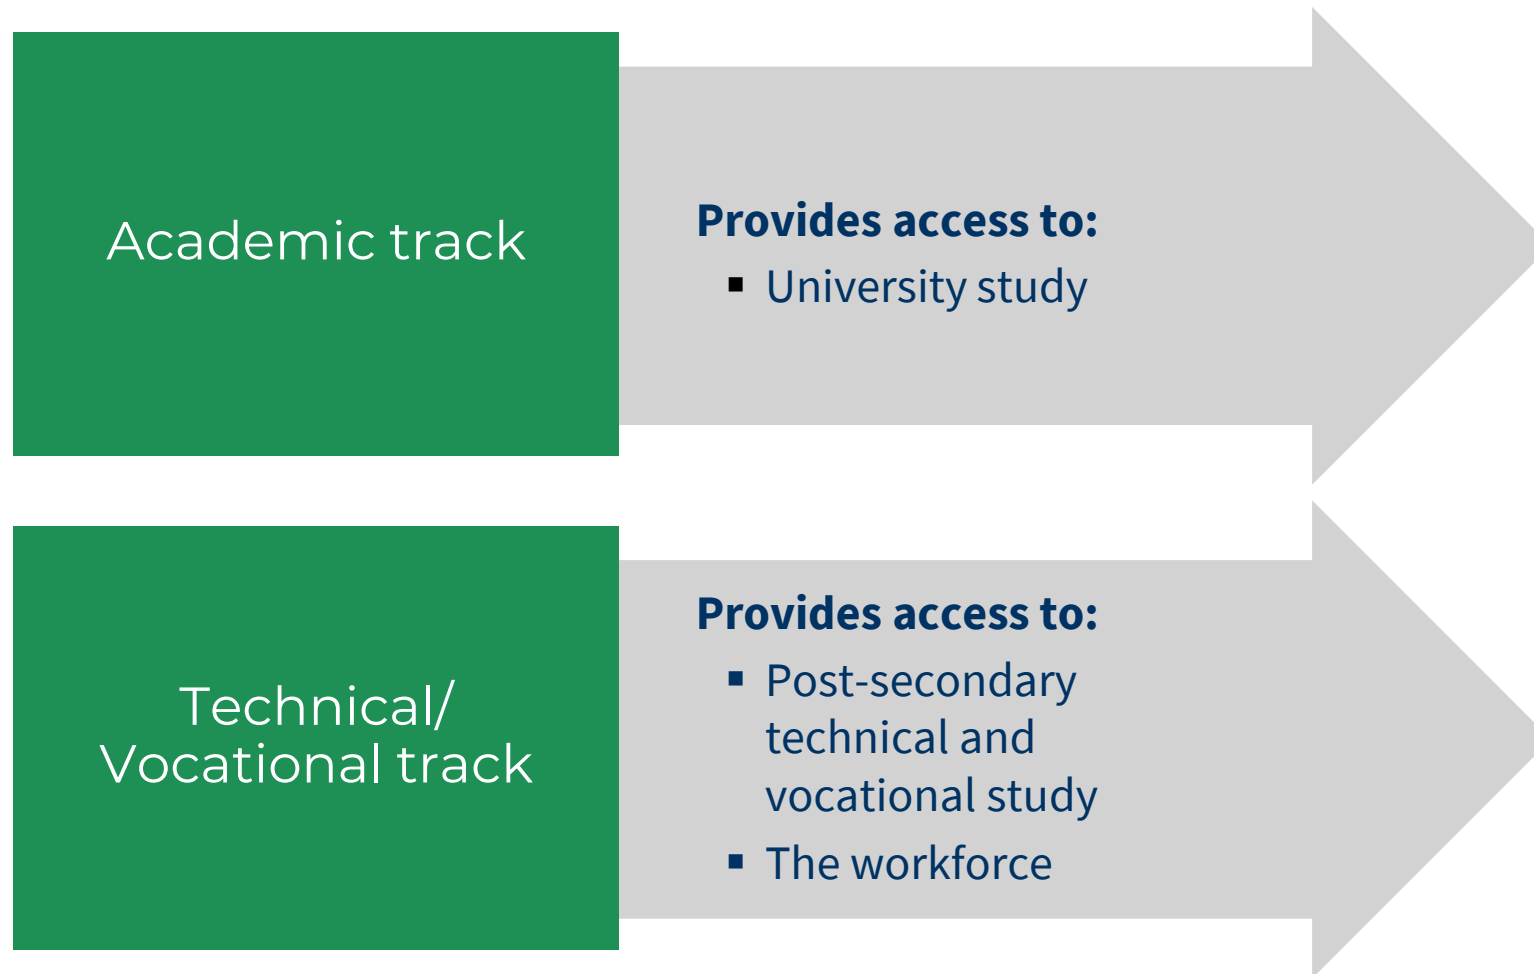 Academic track
Provides access to:
▪ University study
Technical/
Vocational track
Provides access to:
▪ Post-secondary
technical and
vocational study
▪ The workforce